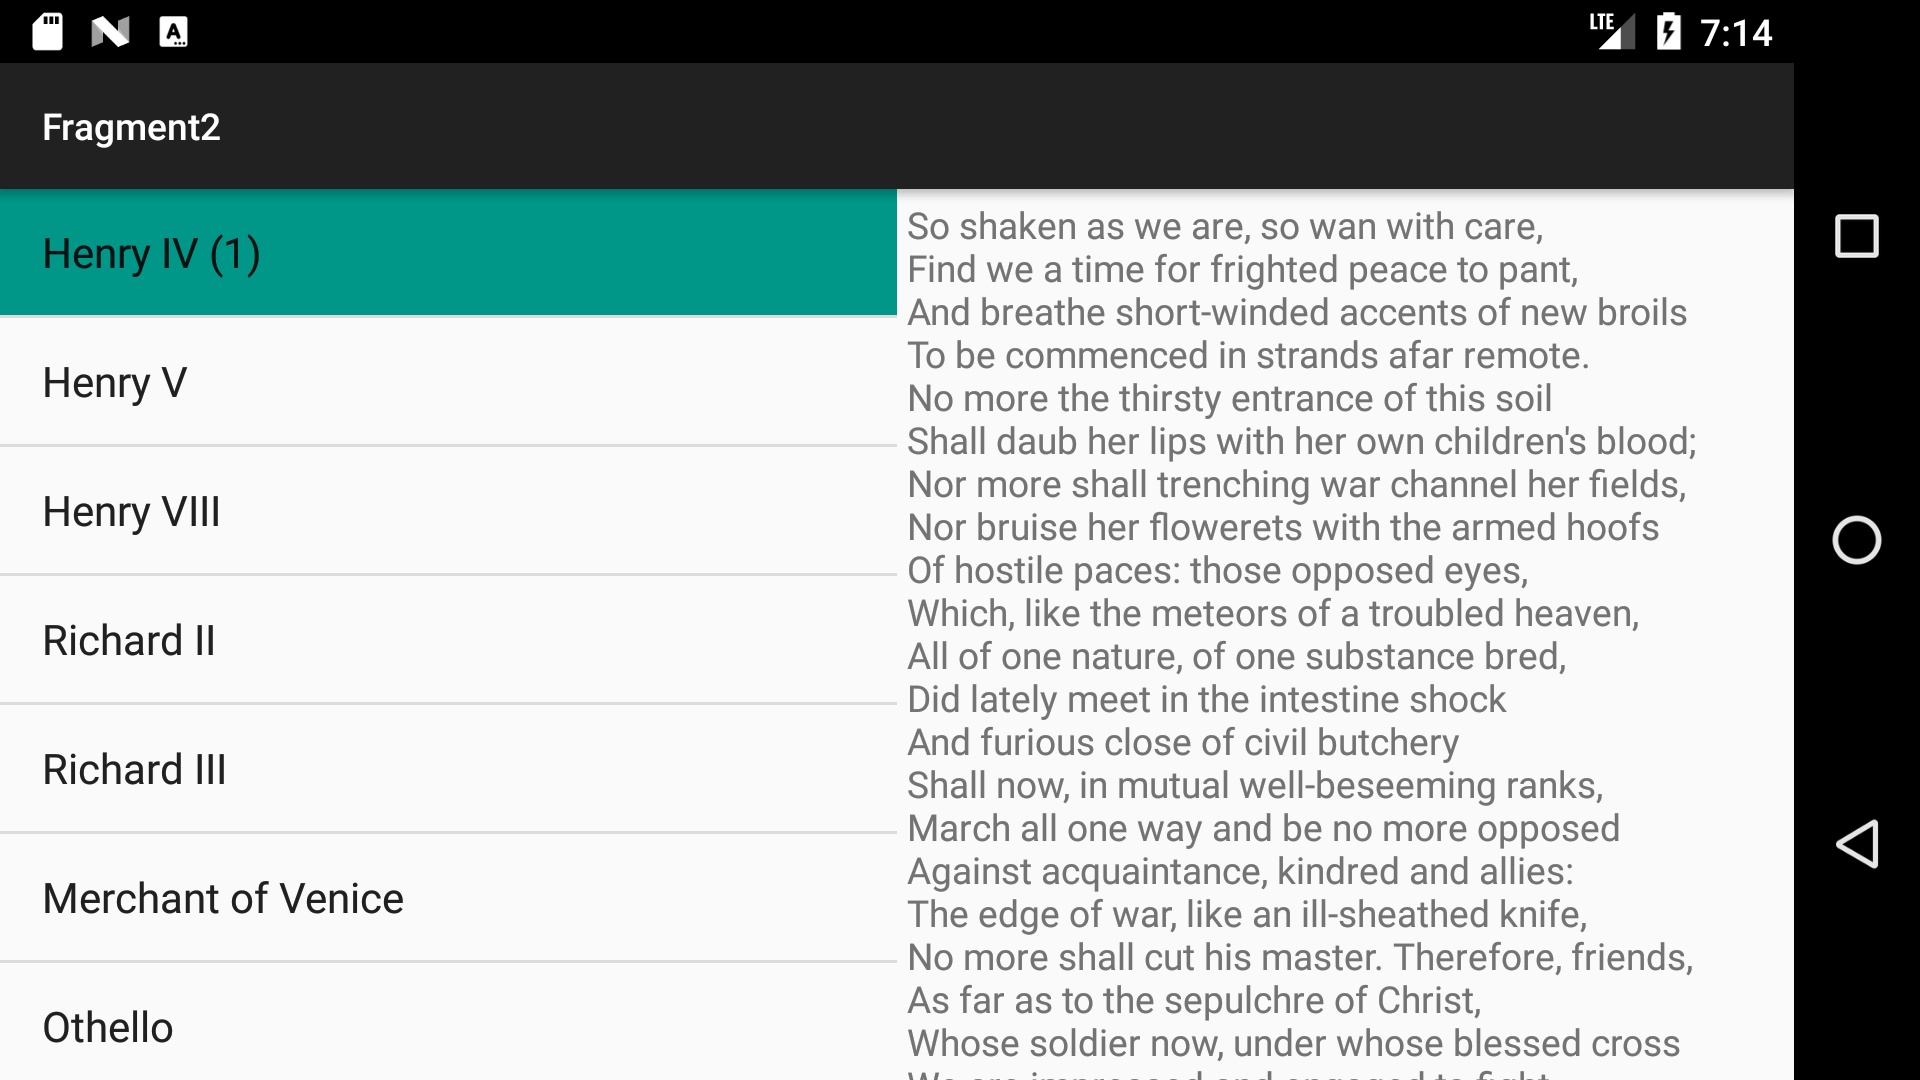 LTE 7:14
Fragment2
Henry IV (1)
Henry V
Henry VIII
Richard II
Richard III
Merchant of Venice
Othello
So shaken as we are, so wan with care,
Find we a time for frighted peace to pant,
And breathe short-winded accents of new broils
To be commenced in strands afar remote.
No more the thirsty entrance of this soil
Shall daub her lips with her own children's blood;
Nor more shall trenching war channel her fields,
Nor bruise her flowerets with the armed hoofs
Of hostile paces: those opposed eyes,
Which, like the meteors of a troubled heaven,
All of one nature, of one substance bred,
Did lately meet in the intestine shock
And furious close of civil butchery
Shall now, in mutual well-beseeming ranks,
March all one way and be no more opposed
Against acquaintance, kindred and allies:
The edge of war, like an ill-sheathed knife,
No more shall cut his master. Therefore, friends,
As far as to the sepulchre of Christ,
Whose soldier now, under whose blessed cross
We are impressed and engaged to fight